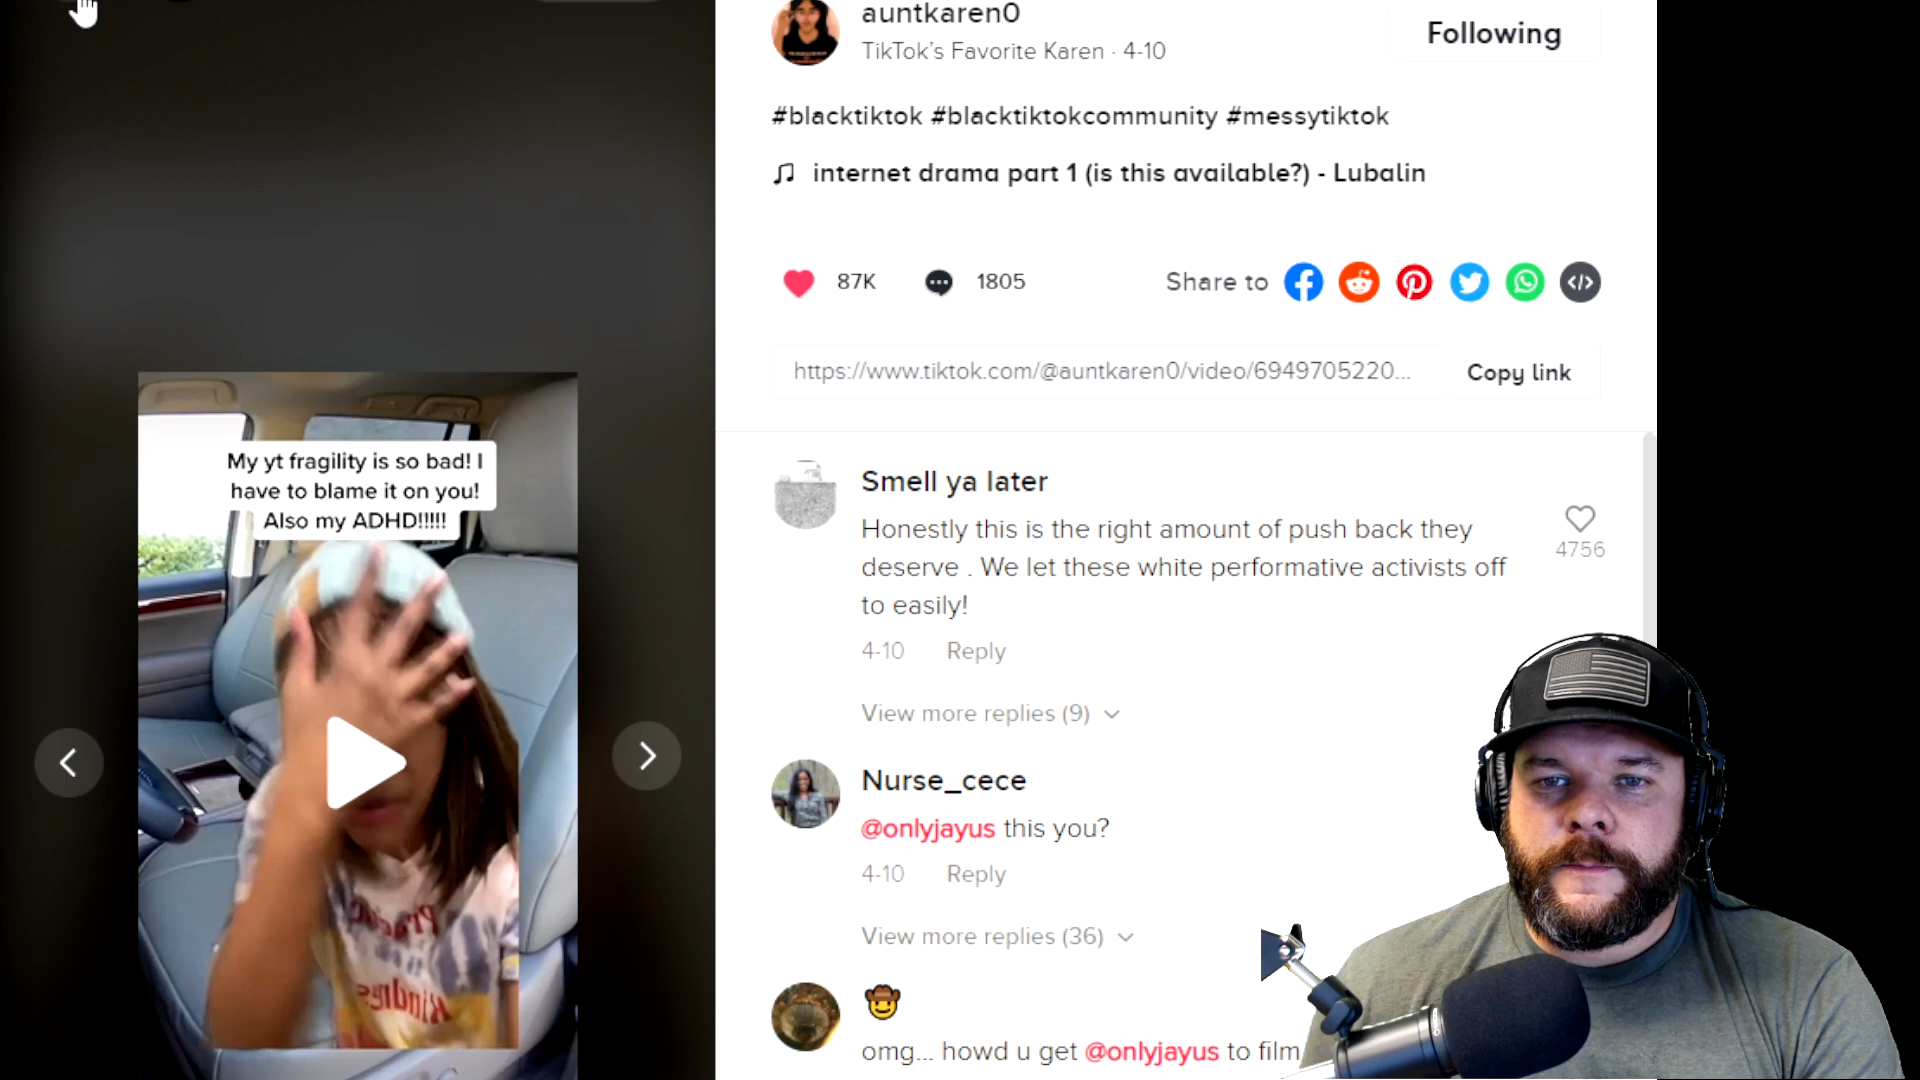 auntkaren0
TikTok's Favorite Karen · 4-10
Following
#blacktiktok #blacktiktokcommunity #messytiktok
internet drama part 1 (is this available?) - Lubalin
87K
1805
Share to
https://www.tiktok.com/@auntkaren0/video/6949705220...
Copy link
My yt fragility is so bad! I
have to blame it on you!
Also my ADHD!!!!!
Smell ya later
Honestly this is the right amount of push back they
deserve . We let these white performative activists off
to easily!
4756
4-10 Reply
View more replies (9)
Nurse_cece
@onlyjayus this you?
4-10 Reply
View more replies (36)
omg... howd u get @onlyjayus to film